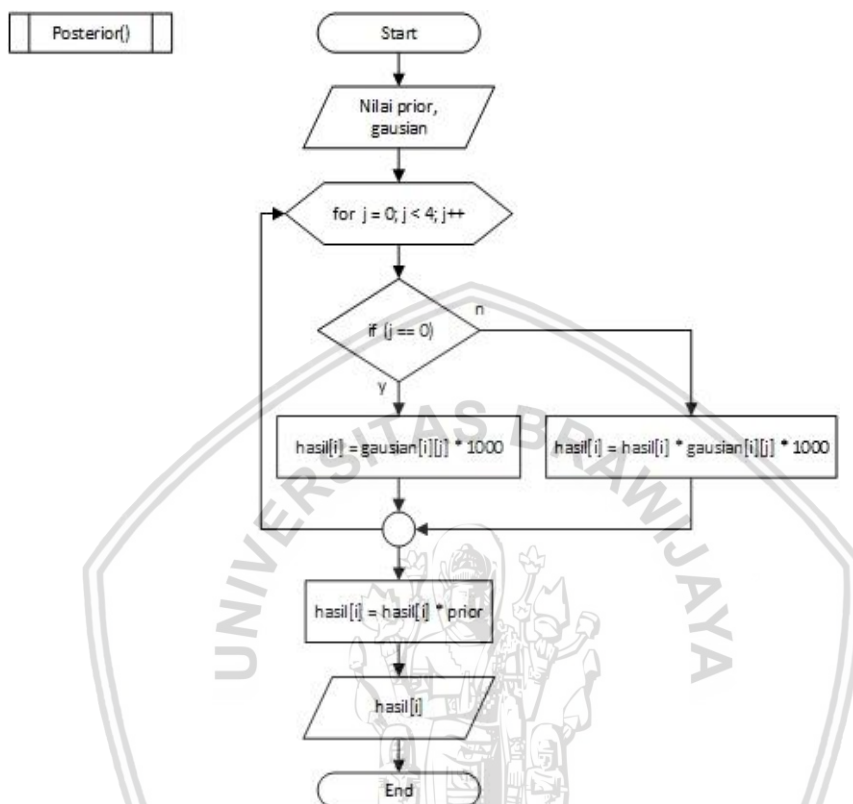 Posterior()
Start
Nilai prior,
gausian
for j = 0; j < 4; j++
if (j == 0)
n
y
hasil[i] = gausian[i][j] * 1000
hasil[i] = hasil[i] * gausian[i][j] * 1000
hasil[i] = hasil[i] * prior
hasil[i]
End
UNIVERSITAS BRAWIJAYA